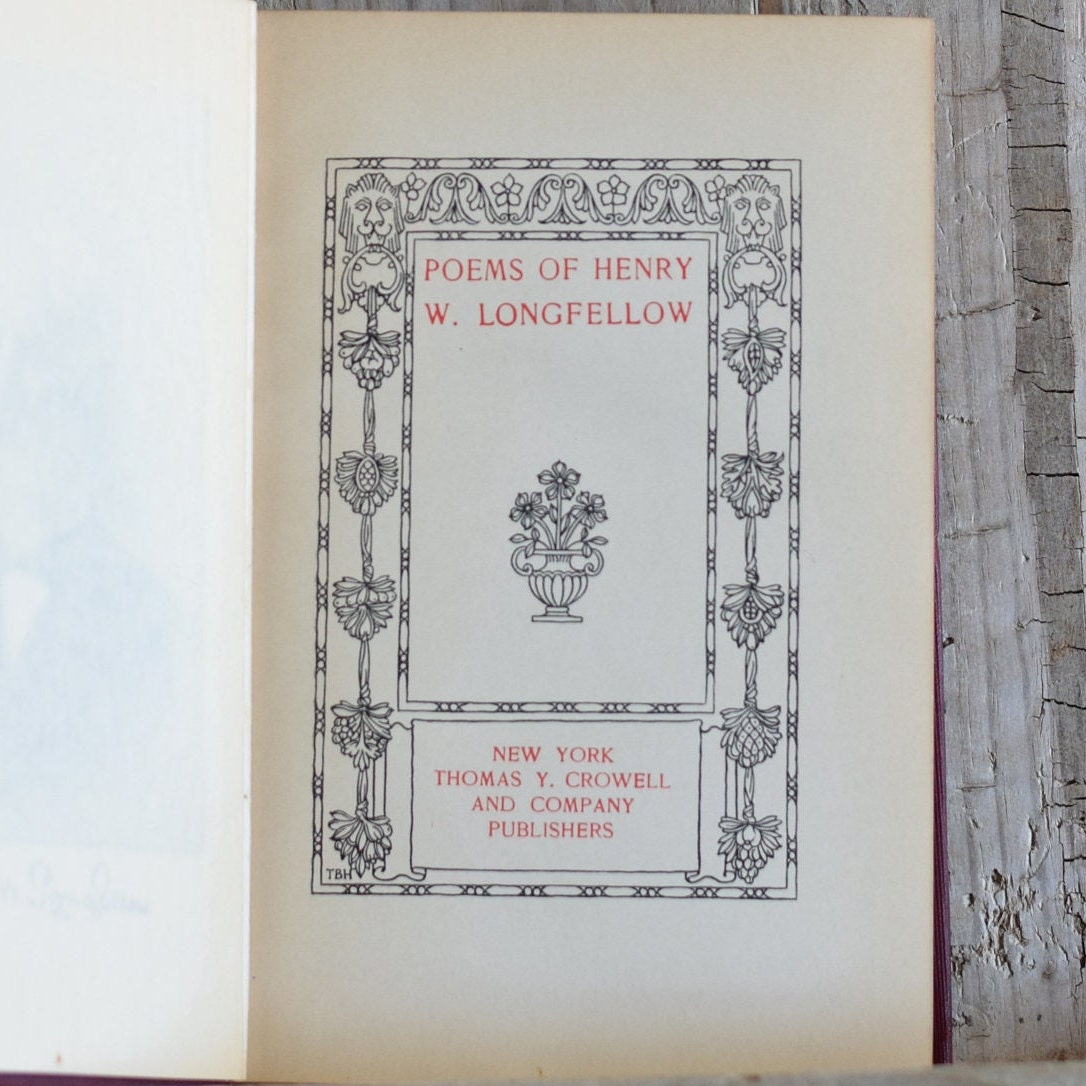 POEMS OF HENRY
W. LONGFELLOW
NEW YORK
THOMAS Y. CROWELL
AND COMPANY
PUBLISHERS
TBH